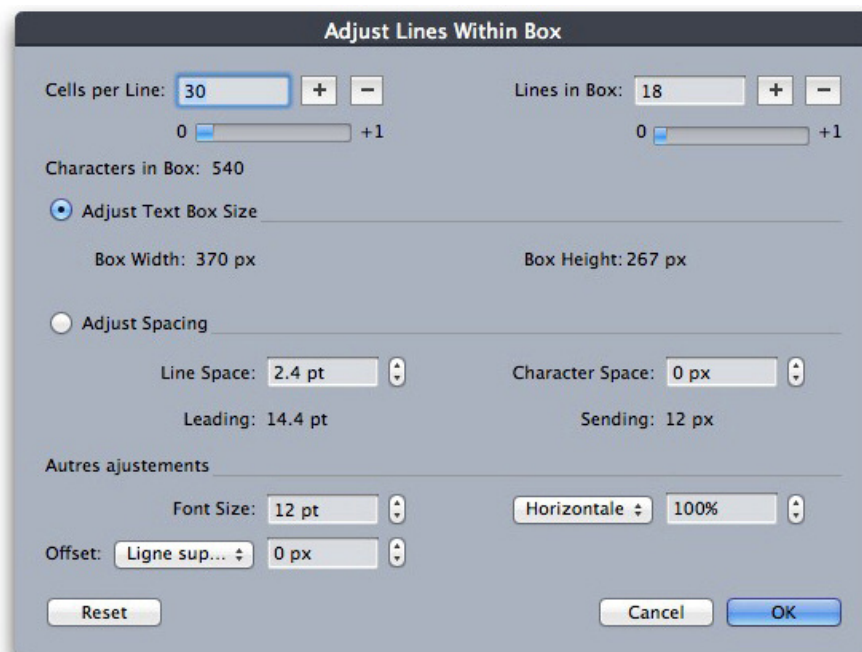 Adjust Lines Within Box
Cells per Line: 30 + − Lines in Box: 18 + −
0 +1 0 +1
Characters in Box: 540
Adjust Text Box Size
Box Width: 370 px Box Height: 267 px
Adjust Spacing
Line Space: 2.4 pt Character Space: 0 px
Leading: 14.4 pt Sending: 12 px
Autres ajustements
Font Size: 12 pt Horizontale 100%
Offset: Ligne sup... 0 px
Reset Cancel OK